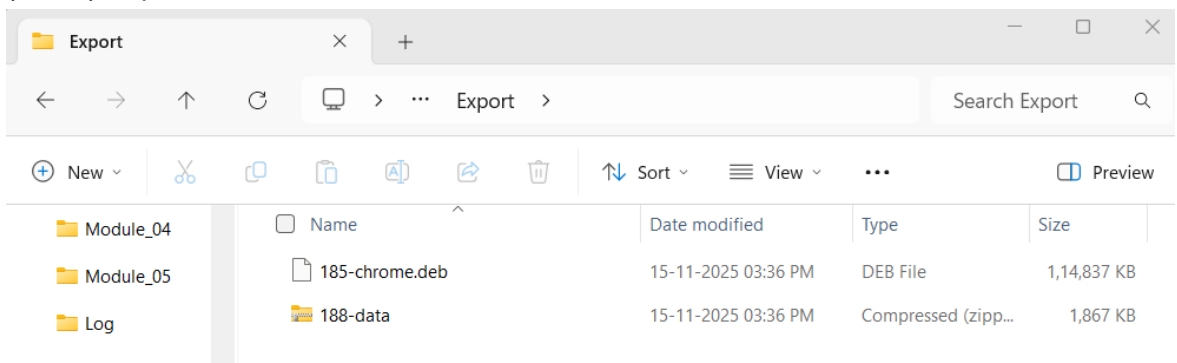 Export
Export
Search Export
New
Sort
View
Preview
Module_04
Module_05
Log
Name
Date modified
Type
Size
185-chrome.deb
15-11-2025 03:36 PM
DEB File
1,14,837 KB
188-data
15-11-2025 03:36 PM
Compressed (zipp...
1,867 KB